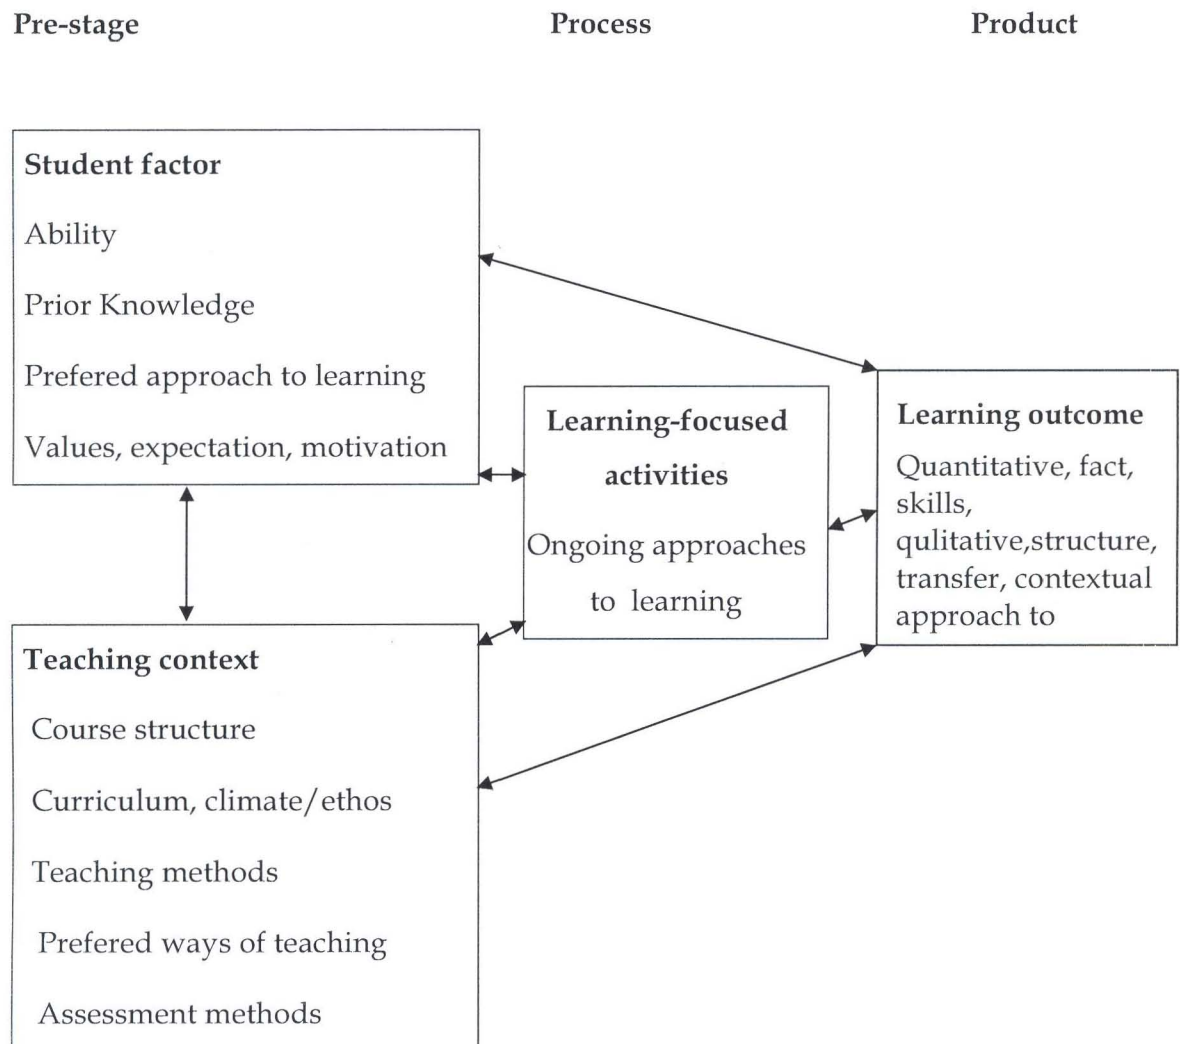 Pre-stage
Process
Product
Student factor
Ability
Prior Knowledge
Prefered approach to learning
Values, expectation, motivation
Learning-focused
activities
Ongoing approaches
to learning
Learning outcome
Quantitative, fact,
skills,
qulitative,structure,
transfer, contextual
approach to
Teaching context
Course structure
Curriculum, climate/ethos
Teaching methods
Prefered ways of teaching
Assessment methods